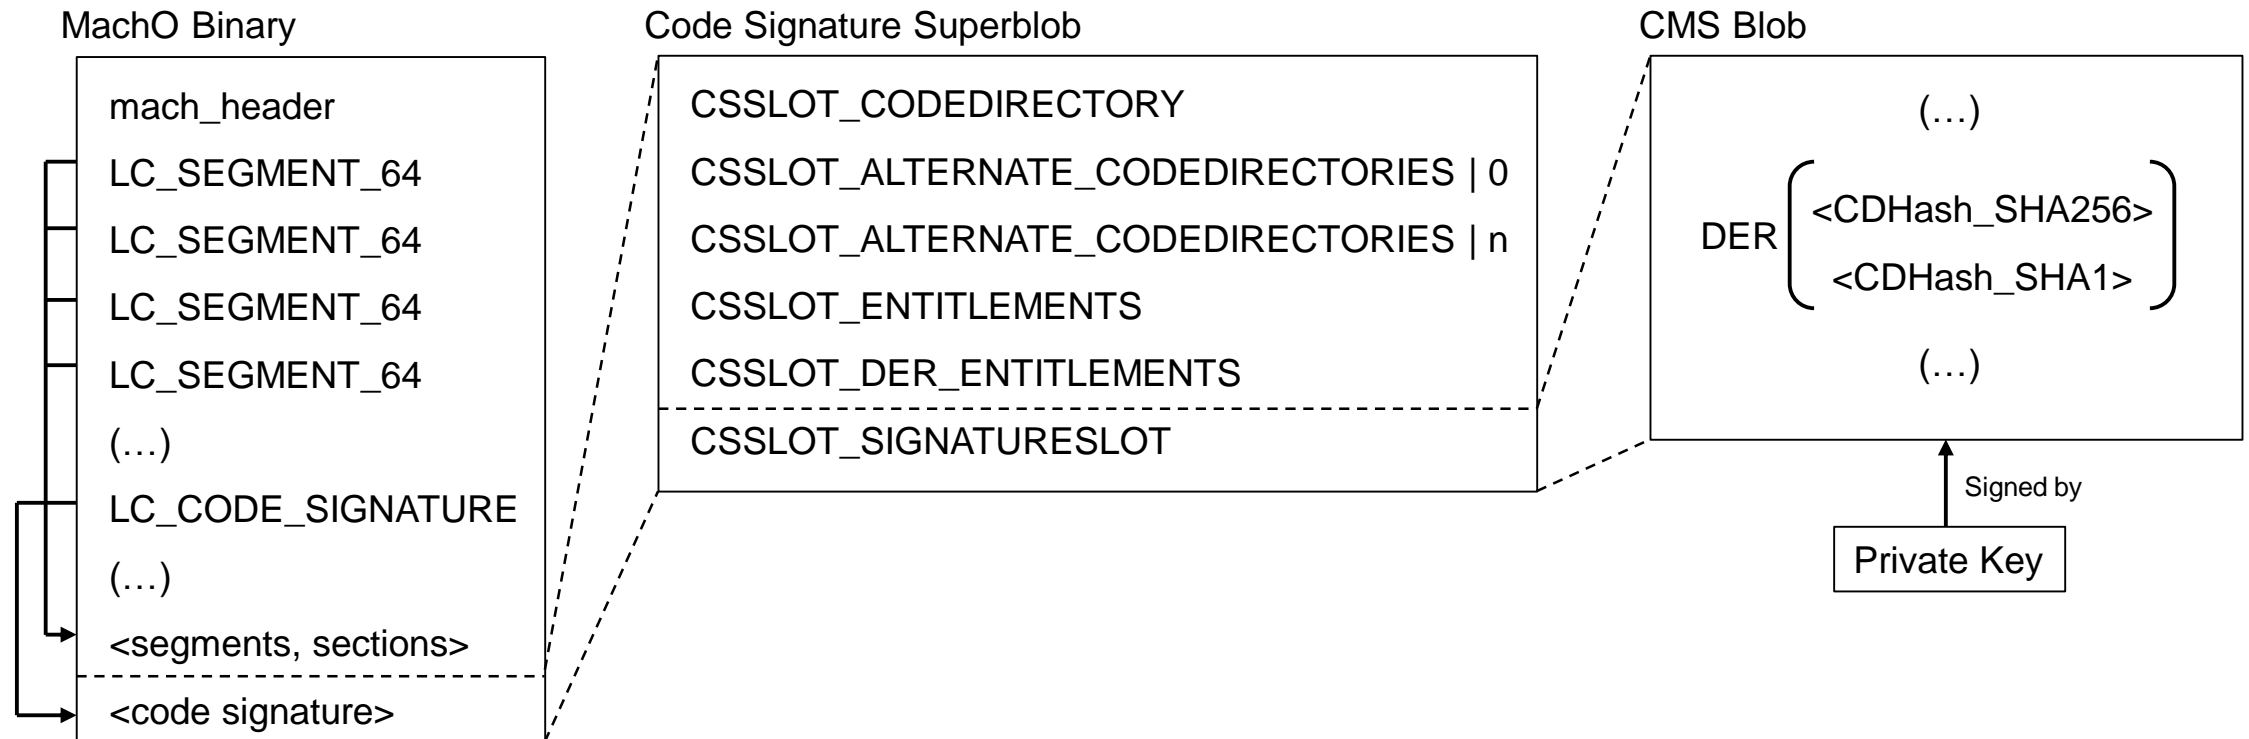 MachO Binary
mach_header
LC_SEGMENT_64
LC_SEGMENT_64
LC_SEGMENT_64
LC_SEGMENT_64
(…)
LC_CODE_SIGNATURE
(…)
<segments, sections>
<code signature>
Code Signature Superblob
CSSLOT_CODEDIRECTORY
CSSLOT_ALTERNATE_CODEDIRECTORIES | 0
CSSLOT_ALTERNATE_CODEDIRECTORIES | n
CSSLOT_ENTITLEMENTS
CSSLOT_DER_ENTITLEMENTS
CSSLOT_SIGNATURESLOT
CMS Blob
(…)
DER
<CDHash_SHA256>
<CDHash_SHA1>
(…)
Signed by
Private Key